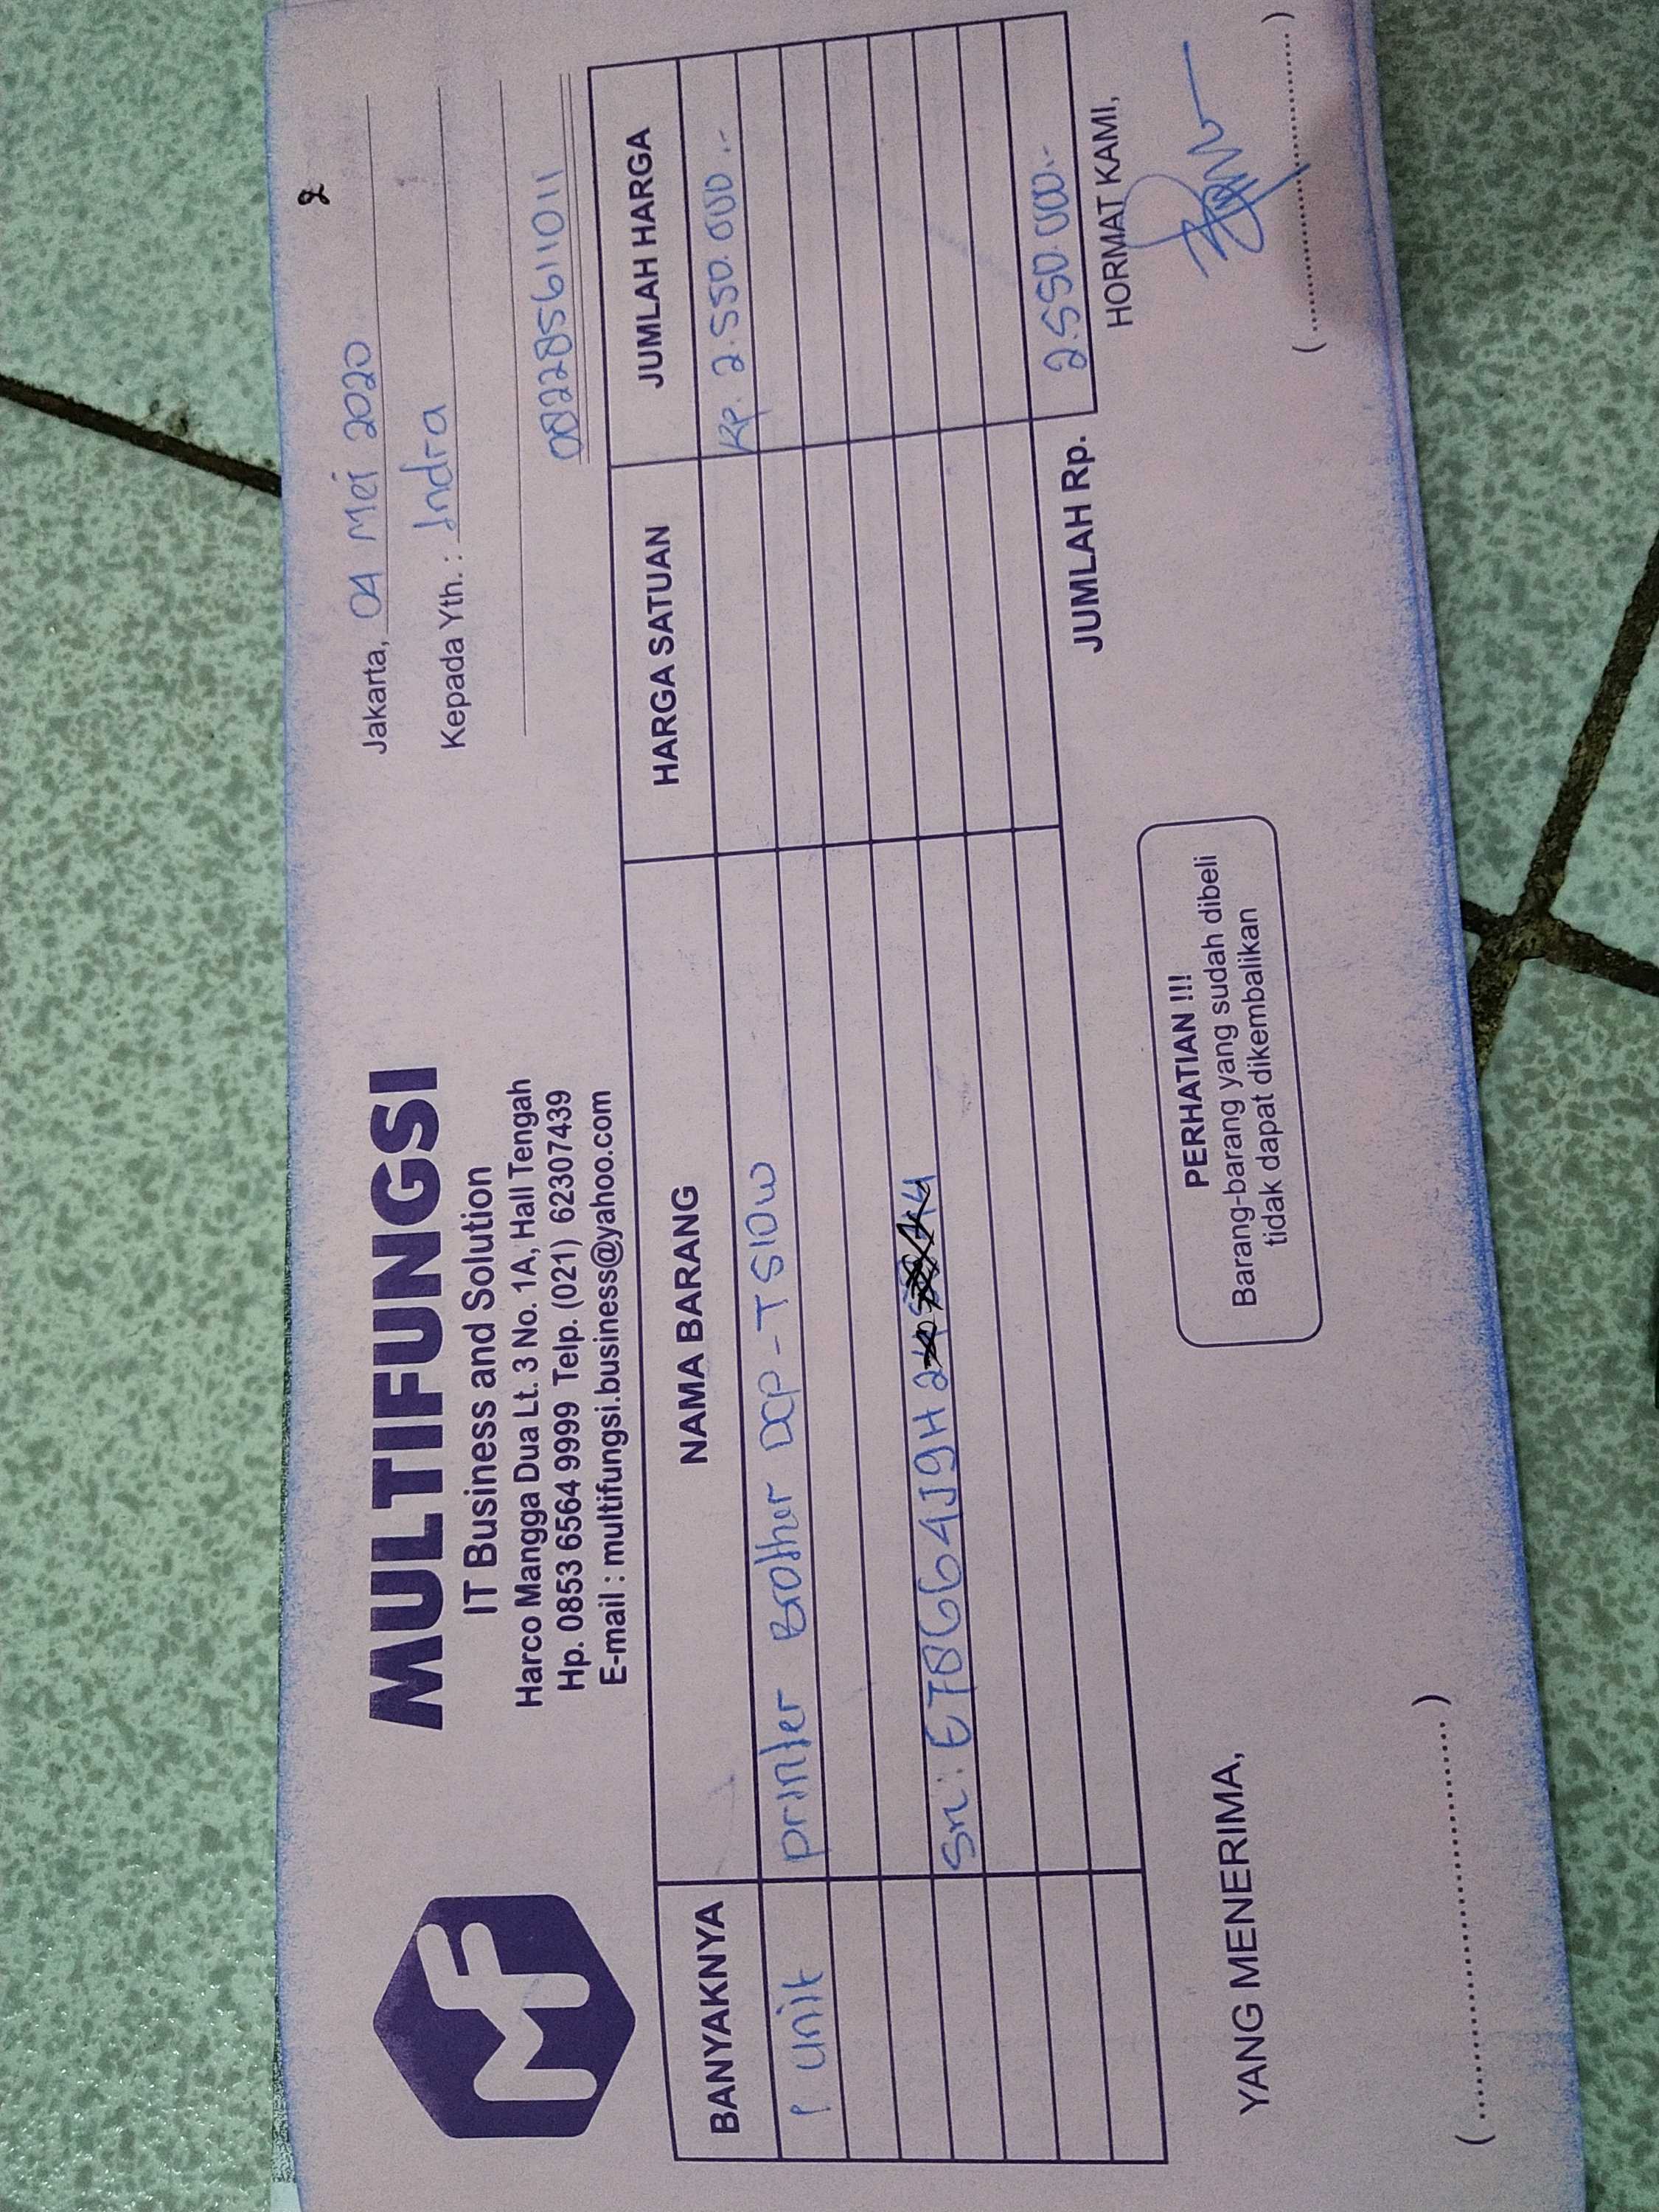 2
MF
MULTIFUNGSI
IT Business and Solution
Harco Mangga Dua Lt. 3 No. 1A, Hall Tengah
Hp. 0853 6564 9999 Telp. (021) 62307439
E-mail : multifungsi.business@yahoo.com
Jakarta, 04 Mei 2020
Kepada Yth. : Indra
082285611011
BANYAKNYA NAMA BARANG HARGA SATUAN JUMLAH HARGA
1 unit printer Brother DCP-T510W Rp. 2.550.000.-
Sn: E78G64J9H
JUMLAH Rp. 2.550.000.-
YANG MENERIMA,
PERHATIAN !!!
Barang-barang yang sudah dibeli
tidak dapat dikembalikan
HORMAT KAMI,
(....................)
(....................)